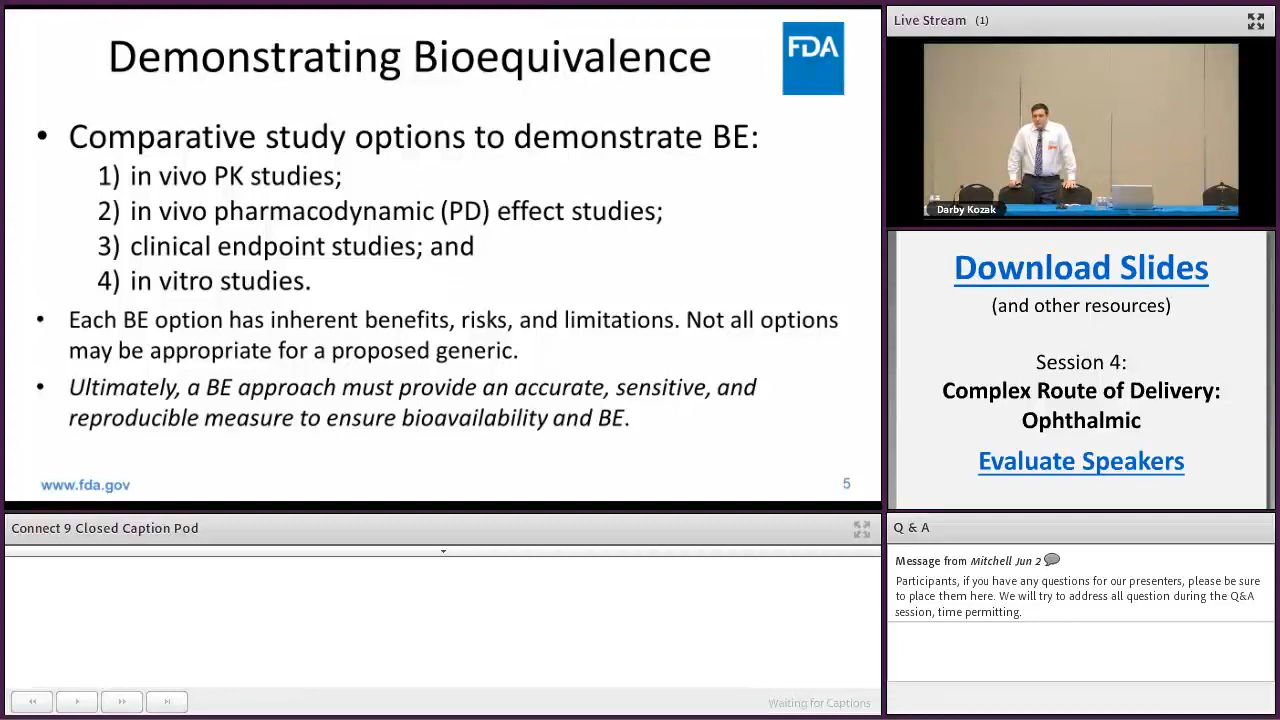 Demonstrating Bioequivalence
FDA
• Comparative study options to demonstrate BE:
1) in vivo PK studies;
2) in vivo pharmacodynamic (PD) effect studies;
3) clinical endpoint studies; and
4) in vitro studies.
• Each BE option has inherent benefits, risks, and limitations. Not all options
may be appropriate for a proposed generic.
• Ultimately, a BE approach must provide an accurate, sensitive, and
reproducible measure to ensure bioavailability and BE.
www.fda.gov
5
Live Stream (1)
Darby Kozak
Download Slides
(and other resources)
Session 4:
Complex Route of Delivery:
Ophthalmic
Evaluate Speakers
Connect 9 Closed Caption Pod
Waiting for Captions
Q & A
Message from Mitchell Jun 2
Participants, if you have any questions for our presenters, please be sure
to place them here. We will try to address all question during the Q&A
session, time permitting.